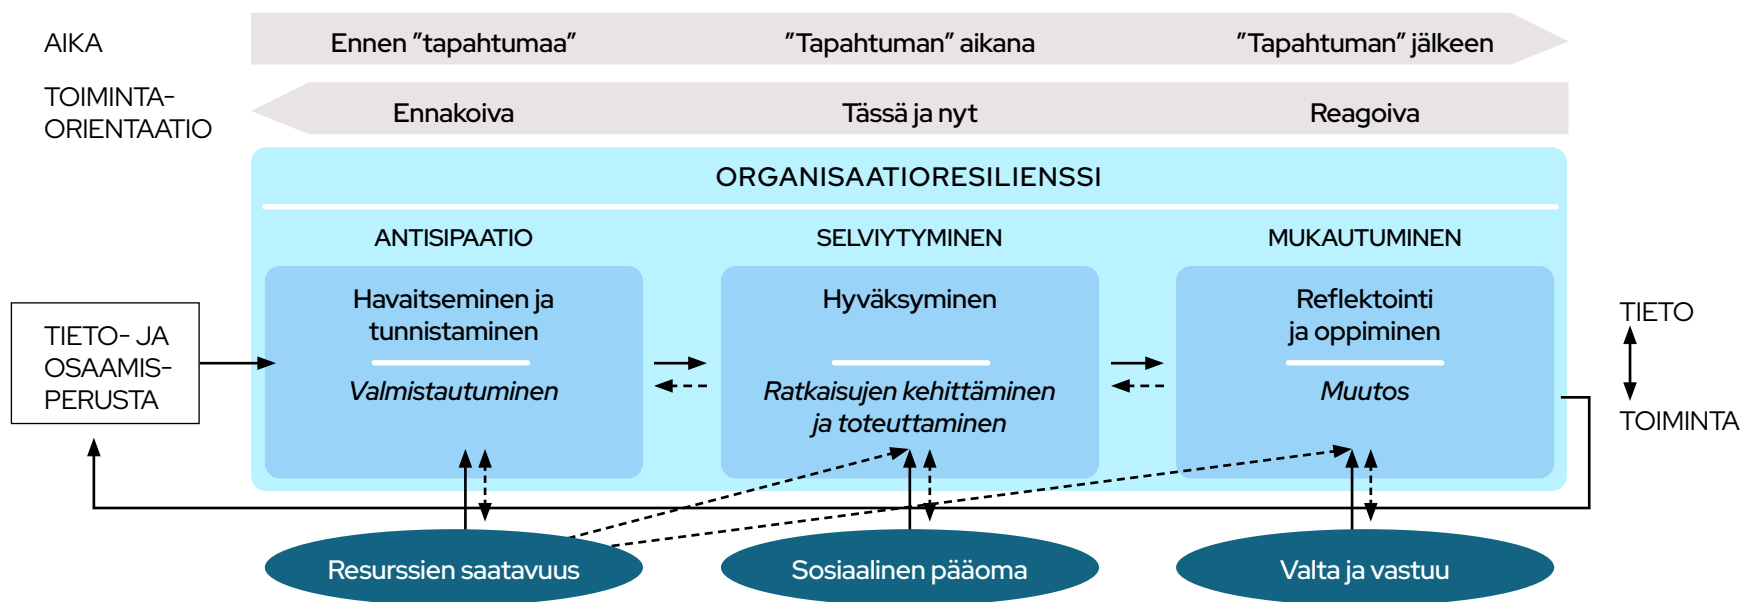 AIKA
Ennen ”tapahtumaa”
”Tapahtuman” aikana
”Tapahtuman” jälkeen
TOIMINTA-
ORIENTAATIO
Ennakoiva
Tässä ja nyt
Reagoiva
ORGANISAATIORESILIENSSI
ANTISIPAATIO
SELVIYTYMINEN
MUKAUTUMINEN
TIETO- JA
OSAAMIS-
PERUSTA
Havaitseminen ja
tunnistaminen
Valmistautuminen
Hyväksyminen
Ratkaisujen kehittäminen
ja toteuttaminen
Reflektointi
ja oppiminen
Muutos
TIETO
TOIMINTA
Resurssien saatavuus
Sosiaalinen pääoma
Valta ja vastuu